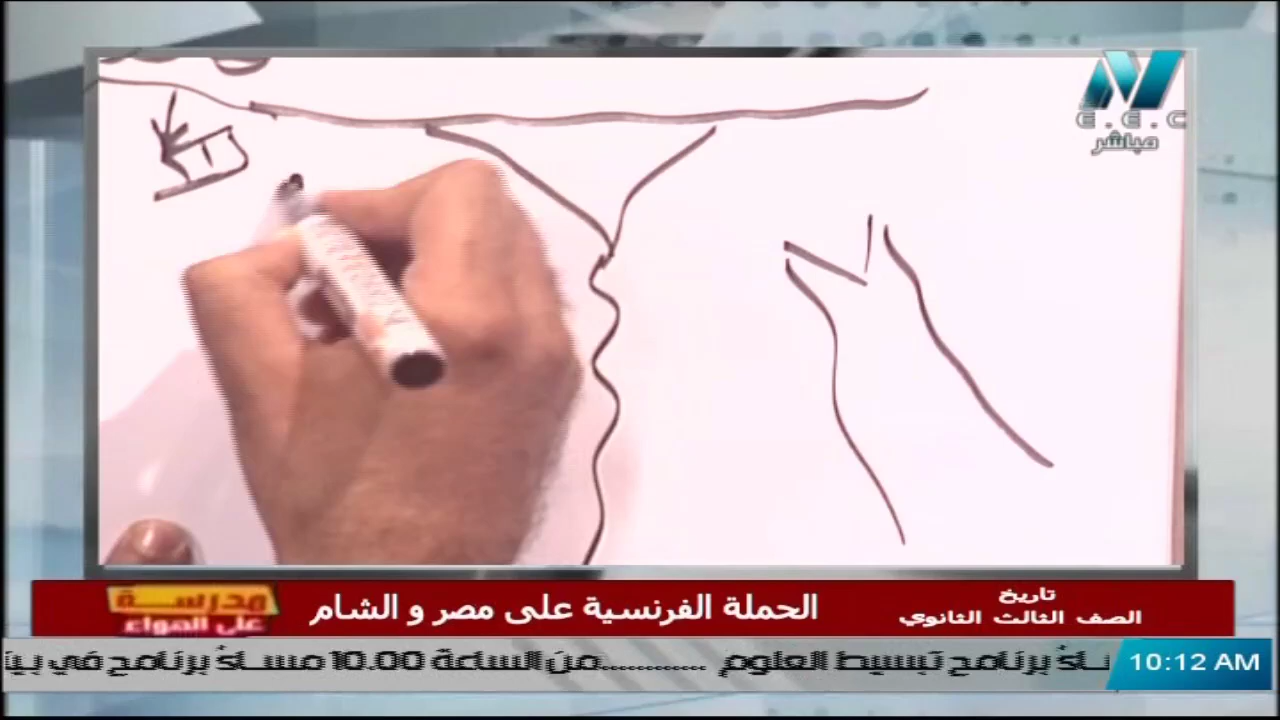 E.E.C
مباشر
تاريخ
الصف الثالث الثانوي
الحملة الفرنسية على مصر و الشام
مدرسة
على الهواء
10:12 AM
برنامج تبسيط العلوم ............من الساعة 10.00 مساءً برنامج في